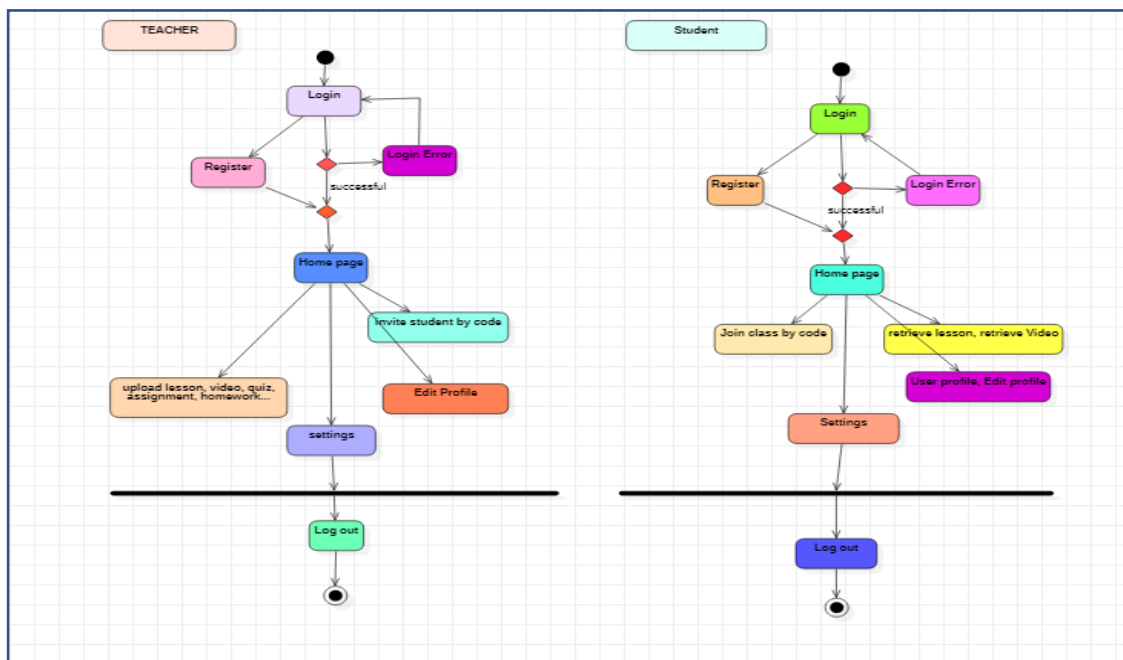 TEACHER
Login
Register
Login Error
successful
Home page
Invite student by code
upload lesson, video, quiz,
assignment, homework...
Edit Profile
settings
Log out
Student
Login
Register
Login Error
successful
Home page
Join class by code
retrieve lesson, retrieve Video
User profile, Edit profile
Settings
Log out